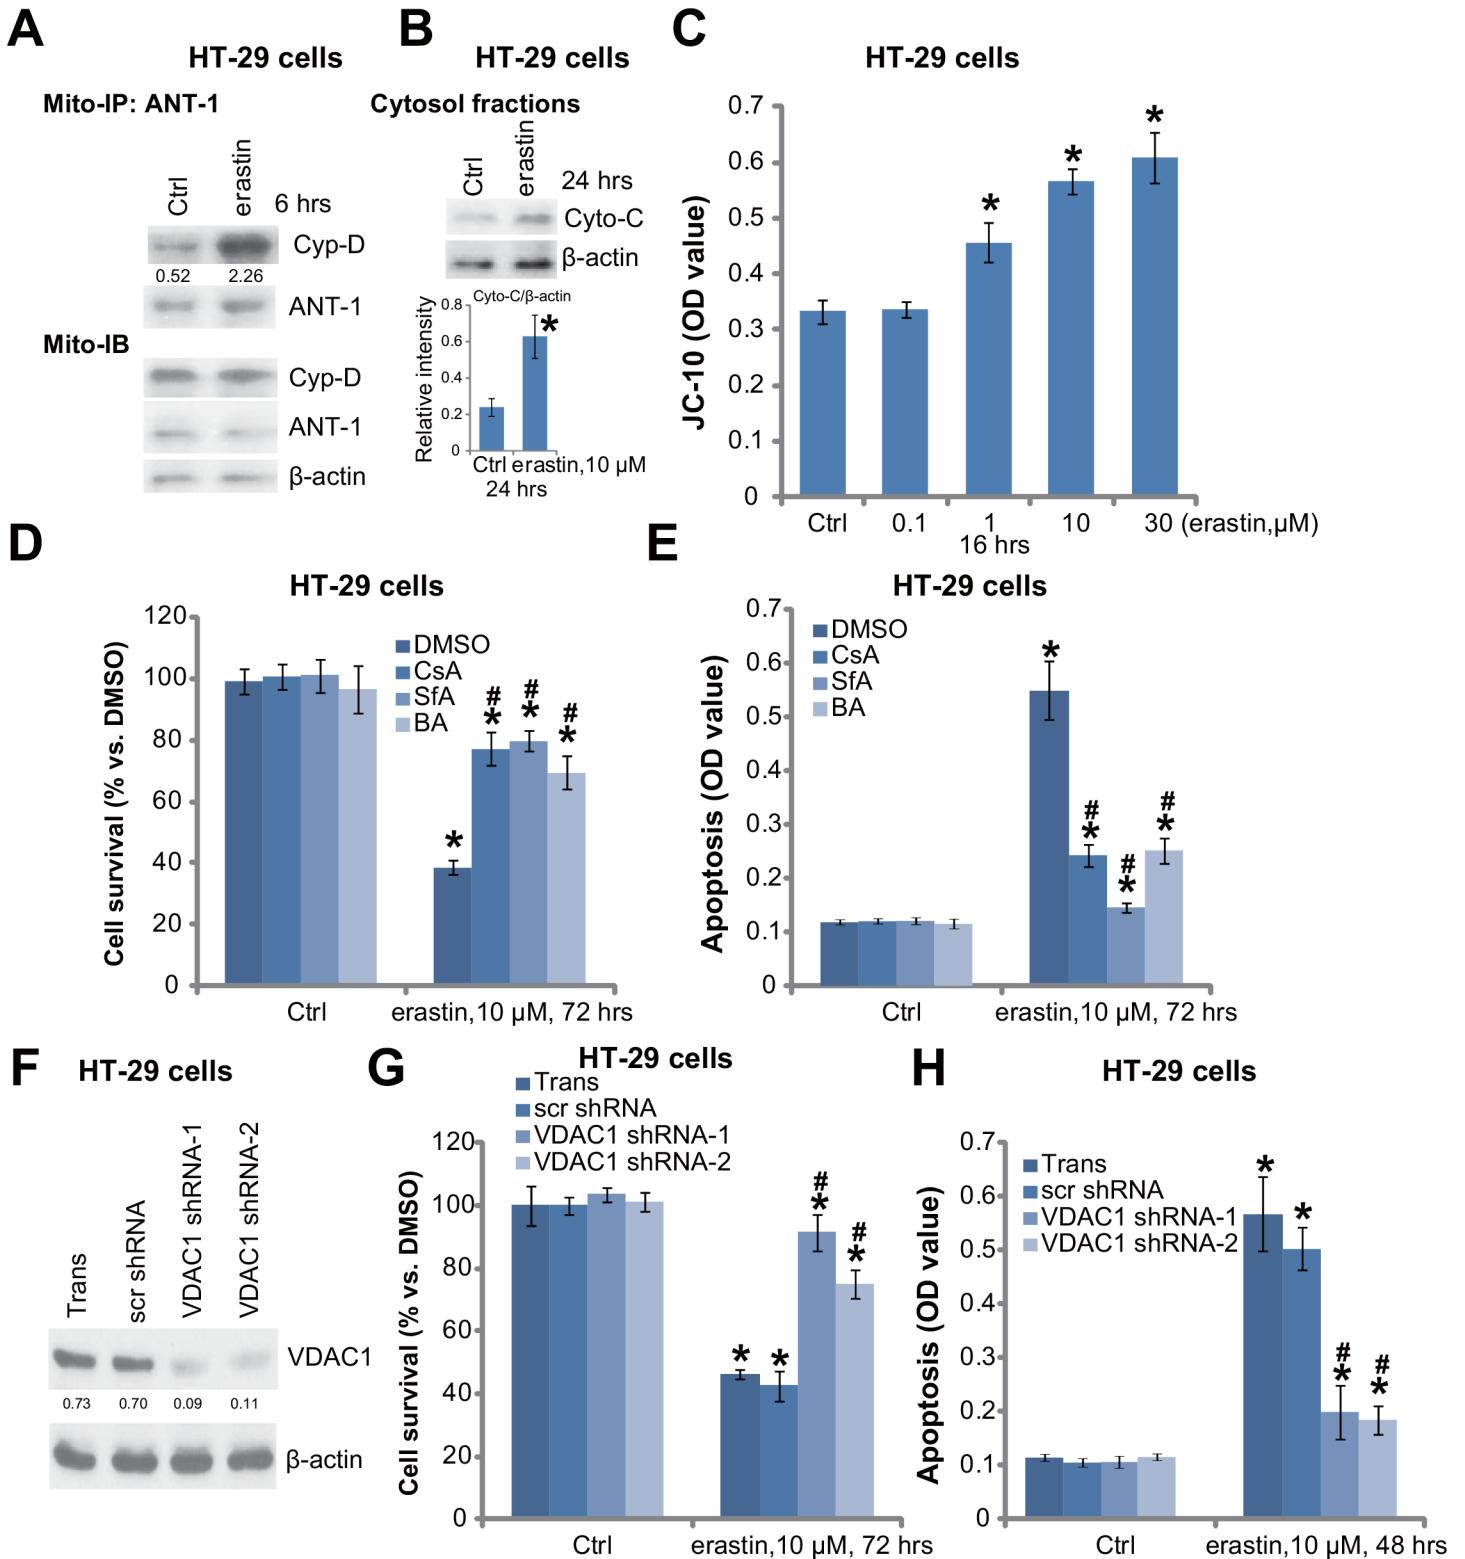 A
HT-29 cells
Mito-IP: ANT-1
Ctrl
erastin
6 hrs
Cyp-D
0.52 2.26
ANT-1
Mito-IB
Cyp-D
ANT-1
β-actin
B
HT-29 cells
Cytosol fractions
Ctrl
erastin
24 hrs
Cyto-C
β-actin
Cyto-C/β-actin
Relative intensity
0.8
0.6
0.4
0.2
0
*
Ctrl erastin,10 µM
24 hrs
C
HT-29 cells
JC-10 (OD value)
0.7
0.6
0.5
0.4
0.3
0.2
0.1
0
* * *
Ctrl 0.1 1 10 30 (erastin,µM)
16 hrs
D
HT-29 cells
Cell survival (% vs. DMSO)
120
100
80
60
40
20
0
DMSO
CsA
SfA
BA
# # #
* * * *
Ctrl erastin,10 µM, 72 hrs
E
HT-29 cells
Apoptosis (OD value)
0.7
0.6
0.5
0.4
0.3
0.2
0.1
0
DMSO
CsA
SfA
BA
*
# # #
* * *
Ctrl erastin,10 µM, 72 hrs
F
HT-29 cells
Trans
scr shRNA
VDAC1 shRNA-1
VDAC1 shRNA-2
VDAC1
0.73 0.70 0.09 0.11
β-actin
G
HT-29 cells
Trans
scr shRNA
VDAC1 shRNA-1
VDAC1 shRNA-2
Cell survival (% vs. DMSO)
120
100
80
60
40
20
0
# #
* * * *
Ctrl erastin,10 µM, 72 hrs
H
HT-29 cells
Trans
scr shRNA
VDAC1 shRNA-1
VDAC1 shRNA-2
Apoptosis (OD value)
0.7
0.6
0.5
0.4
0.3
0.2
0.1
0
* *
# #
* *
Ctrl erastin,10 µM, 48 hrs